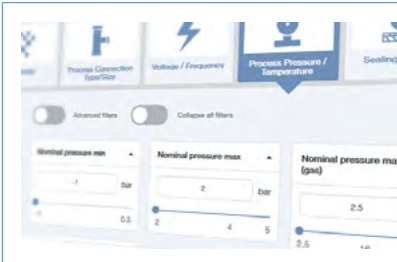 Process Connection
Type/Size
Voltage / Frequency
Process Pressure /
Temperature
Sealing
Advanced filters
Collapse all filters
Nominal pressure min
-1
bar
-1
0.5
Nominal pressure max
2
bar
2
4
5
Nominal pressure ma
(gas)
2.5
2.5